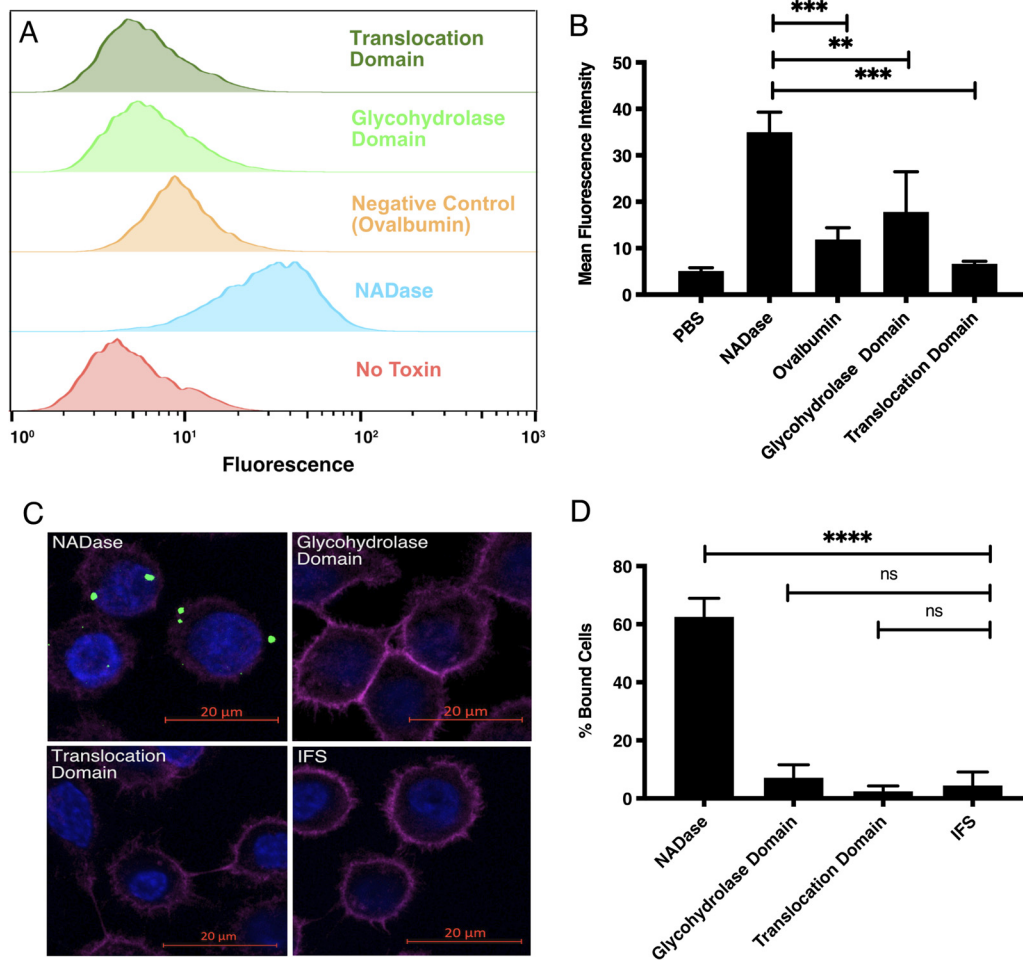 A
Translocation
Domain
Glycohydrolase
Domain
Negative Control
(Ovalbumin)
NADase
No Toxin
10⁰
10¹
10²
10³
Fluorescence
B
***
**
***
50
40
30
20
10
0
Mean Fluorescence Intensity
PBS
NADase
Ovalbumin
Glycohydrolase Domain
Translocation Domain
C
NADase
20 µm
Glycohydrolase
Domain
20 µm
Translocation
Domain
20 µm
IFS
20 µm
D
****
ns
ns
80
60
40
20
0
% Bound Cells
NADase
Glycohydrolase Domain
Translocation Domain
IFS